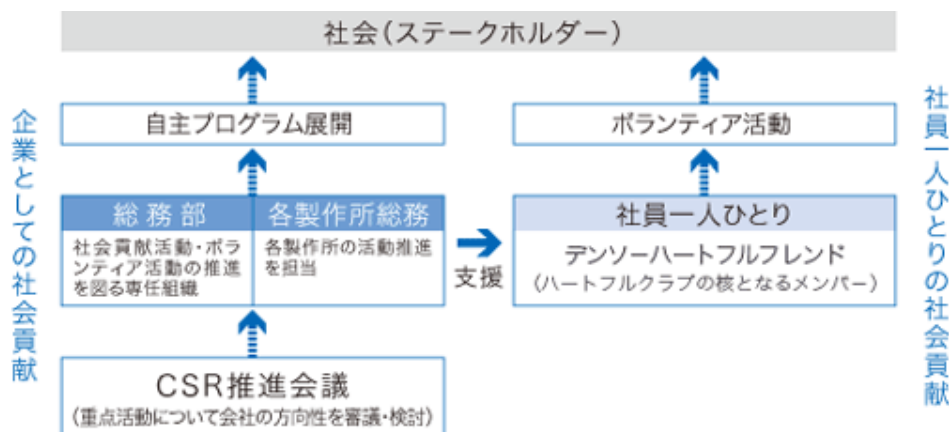 社会(ステークホルダー)
自主プログラム展開
ボランティア活動
企業としての社会貢献
社員一人ひとりの社会貢献
総務部
各製作所総務
社会貢献活動・ボラ
ンティア活動の推進
を図る専任組織
各製作所の活動推進
を担当
支援
社員一人ひとり
デンソーハートフルフレンド
(ハートフルクラブの核となるメンバー)
CSR推進会議
(重点活動について会社の方向性を審議・検討)